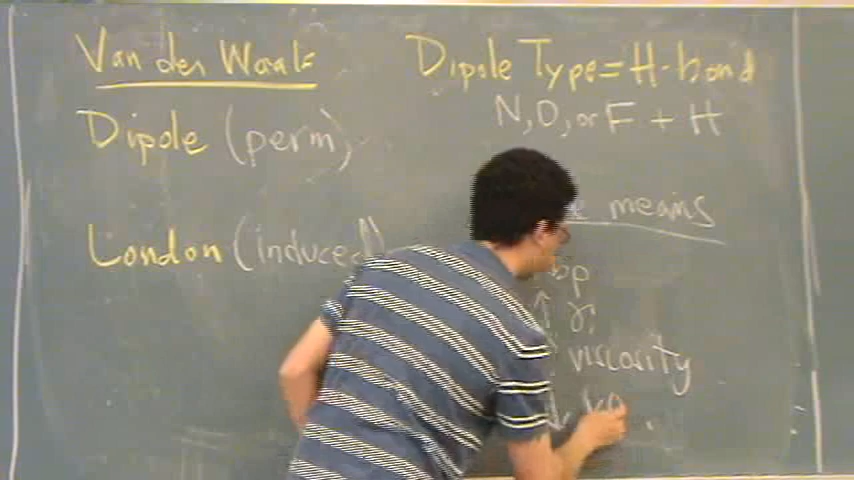 Van der Waals
Dipole (perm)
London (induced)
Dipole Type = H-bond
N, O, or F + H
means
bp
↑ γ
viscosity
↓